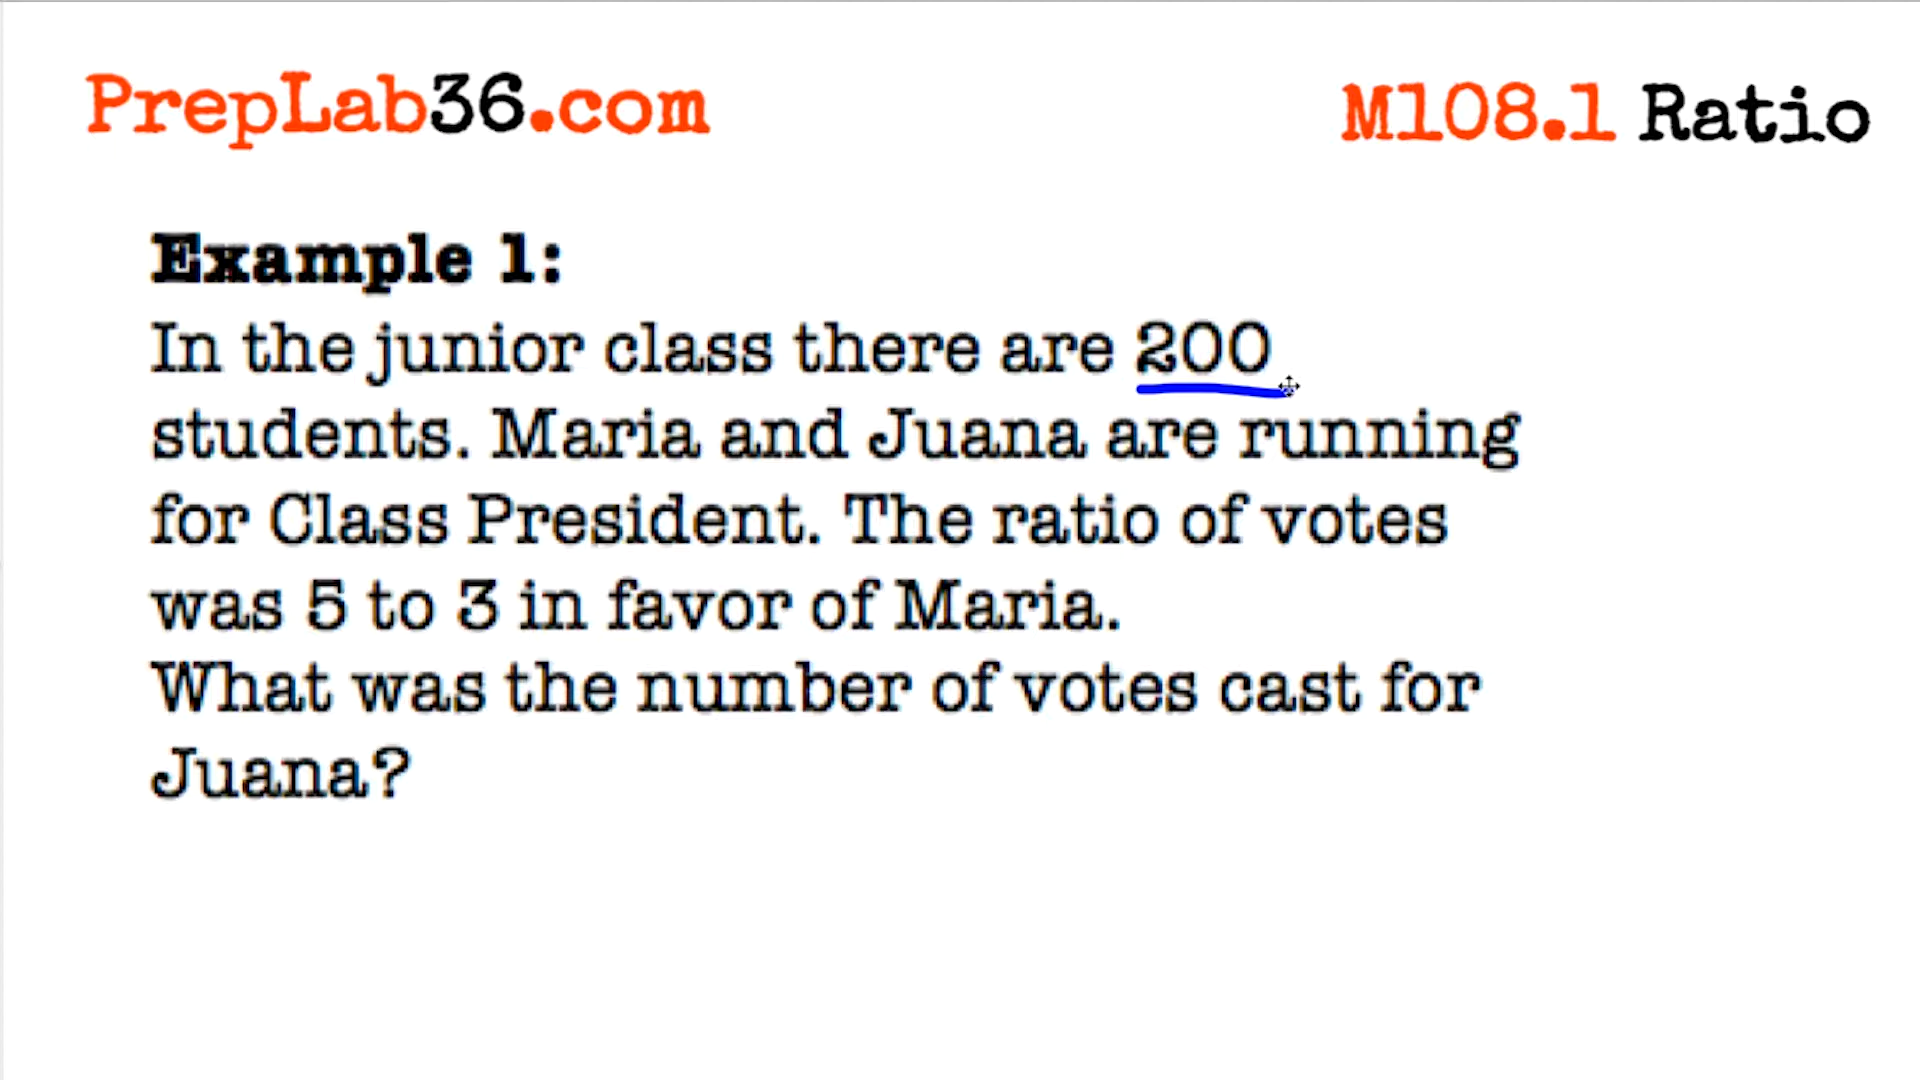 PrepLab36.com
M108.1 Ratio
Example 1:
In the junior class there are 200
students. Maria and Juana are running
for Class President. The ratio of votes
was 5 to 3 in favor of Maria.
What was the number of votes cast for
Juana?